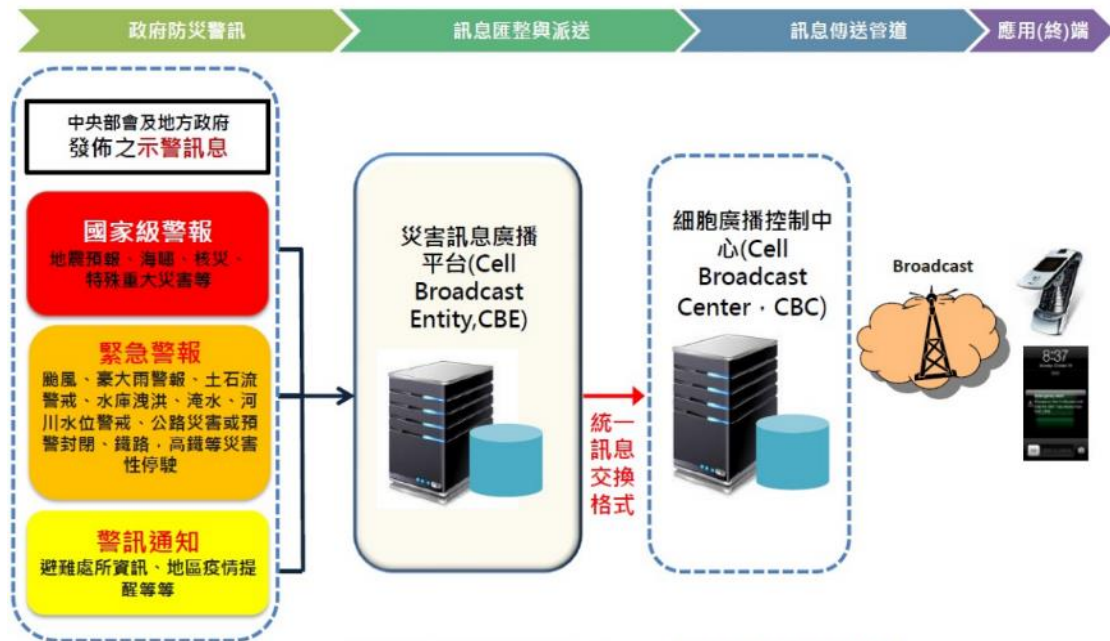 政府防災警訊
訊息匯整與派送
訊息傳送管道
應用(終)端
中央部會及地方政府
發佈之示警訊息
國家級警報
地震預報、海嘯、核災、
特殊重大災害等
緊急警報
颱風、豪大雨警報、土石流
警戒、水庫洩洪、淹水、河
川水位警戒、公路災害或預
警封閉、鐵路，高鐵等災害
性停駛
警訊通知
避難處所資訊、地區疫情提
醒等等
災害訊息廣播
平台(Cell
Broadcast
Entity,CBE)
統一
訊息
交換
格式
細胞廣播控制中
心(Cell
Broadcast
Center，CBC)
Broadcast
8:37